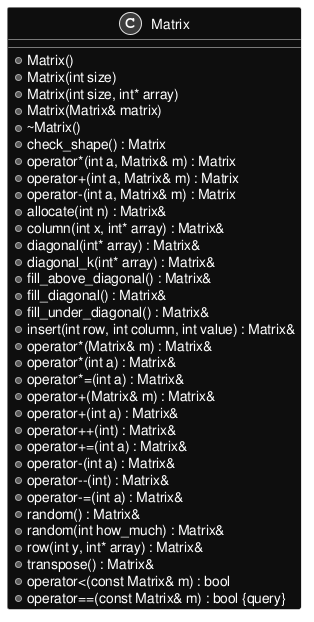 C Matrix
Matrix()
Matrix(int size)
Matrix(int size, int* array)
Matrix(Matrix& matrix)
~Matrix()
check_shape() : Matrix
operator*(int a, Matrix& m) : Matrix
operator+(int a, Matrix& m) : Matrix
operator-(int a, Matrix& m) : Matrix
allocate(int n) : Matrix&
column(int x, int* array) : Matrix&
diagonal(int* array) : Matrix&
diagonal_k(int* array) : Matrix&
fill_above_diagonal() : Matrix&
fill_diagonal() : Matrix&
fill_under_diagonal() : Matrix&
insert(int row, int column, int value) : Matrix&
operator*(Matrix& m) : Matrix&
operator*(int a) : Matrix&
operator*=(int a) : Matrix&
operator+(Matrix& m) : Matrix&
operator+(int a) : Matrix&
operator++(int) : Matrix&
operator+=(int a) : Matrix&
operator-(int a) : Matrix&
operator--(int) : Matrix&
operator-=(int a) : Matrix&
random() : Matrix&
random(int how_much) : Matrix&
row(int y, int* array) : Matrix&
transpose() : Matrix&
operator<(const Matrix& m) : bool
operator==(const Matrix& m) : bool {query}